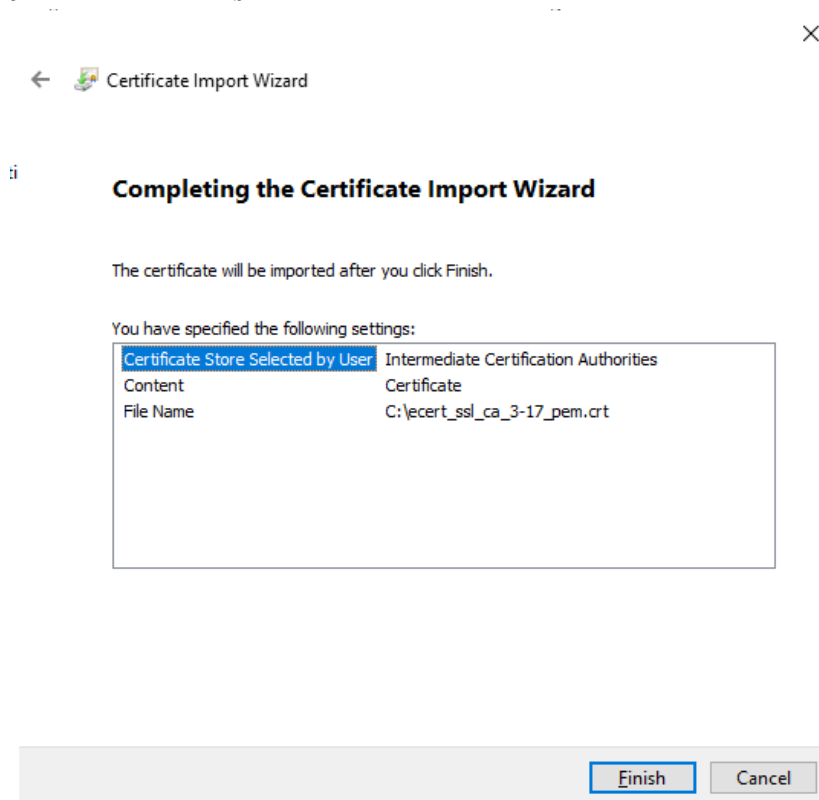 Certificate Import Wizard
ti
Completing the Certificate Import Wizard
The certificate will be imported after you click Finish.
You have specified the following settings:
Certificate Store Selected by User Intermediate Certification Authorities
Content Certificate
File Name C:\ecert_ssl_ca_3-17_pem.crt
Finish Cancel